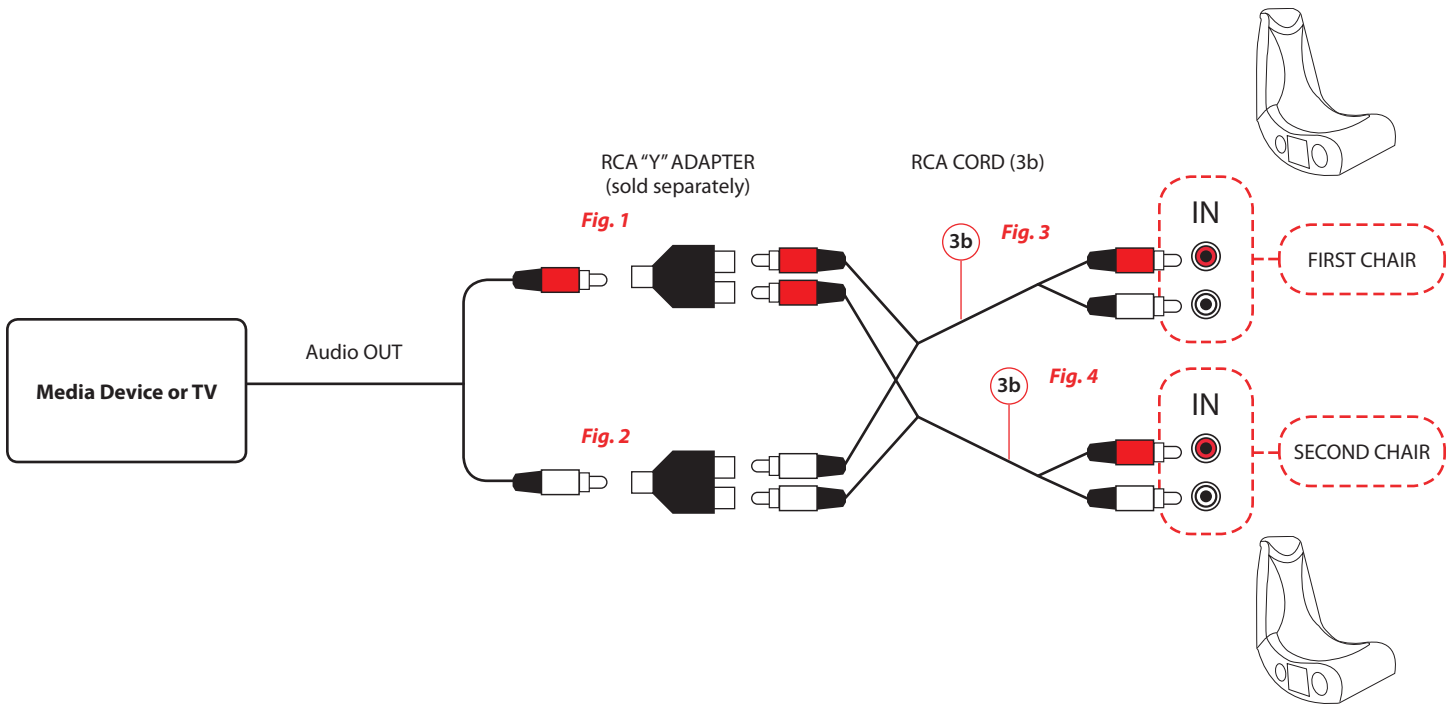 RCA “Y” ADAPTER
(sold separately)
RCA CORD (3b)
Fig. 1
3b
Fig. 3
IN
FIRST CHAIR
Audio OUT
Media Device or TV
3b
Fig. 4
IN
Fig. 2
SECOND CHAIR